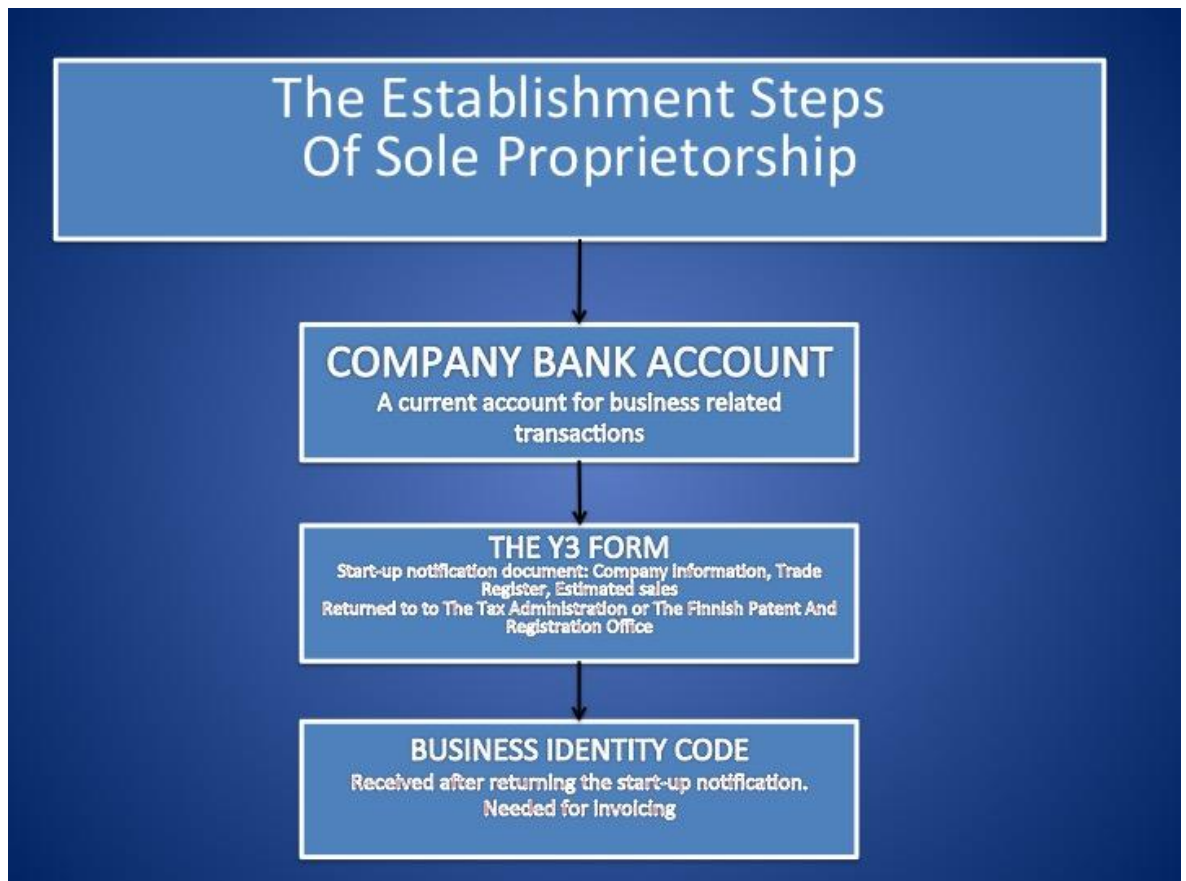 The Establishment Steps
Of Sole Proprietorship
COMPANY BANK ACCOUNT
A current account for business related
transactions
THE Y3 FORM
Start-up notification document: Company information, Trade
Register, Estimated sales
Returned to to The Tax Administration or The Finnish Patent And
Registration Office
BUSINESS IDENTITY CODE
Received after returning the start-up notification.
Needed for invoicing